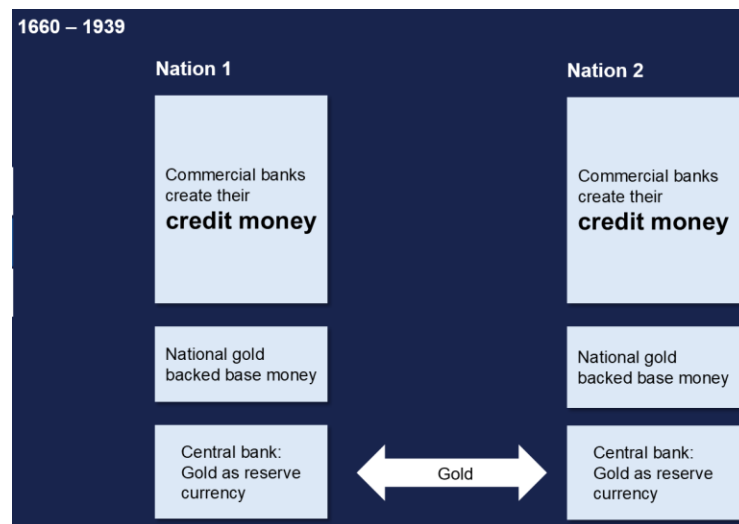 1660 – 1939
Nation 1
Nation 2
Commercial banks
create their
credit money
Commercial banks
create their
credit money
National gold
backed base money
National gold
backed base money
Central bank:
Gold as reserve
currency
Gold
Central bank:
Gold as reserve
currency